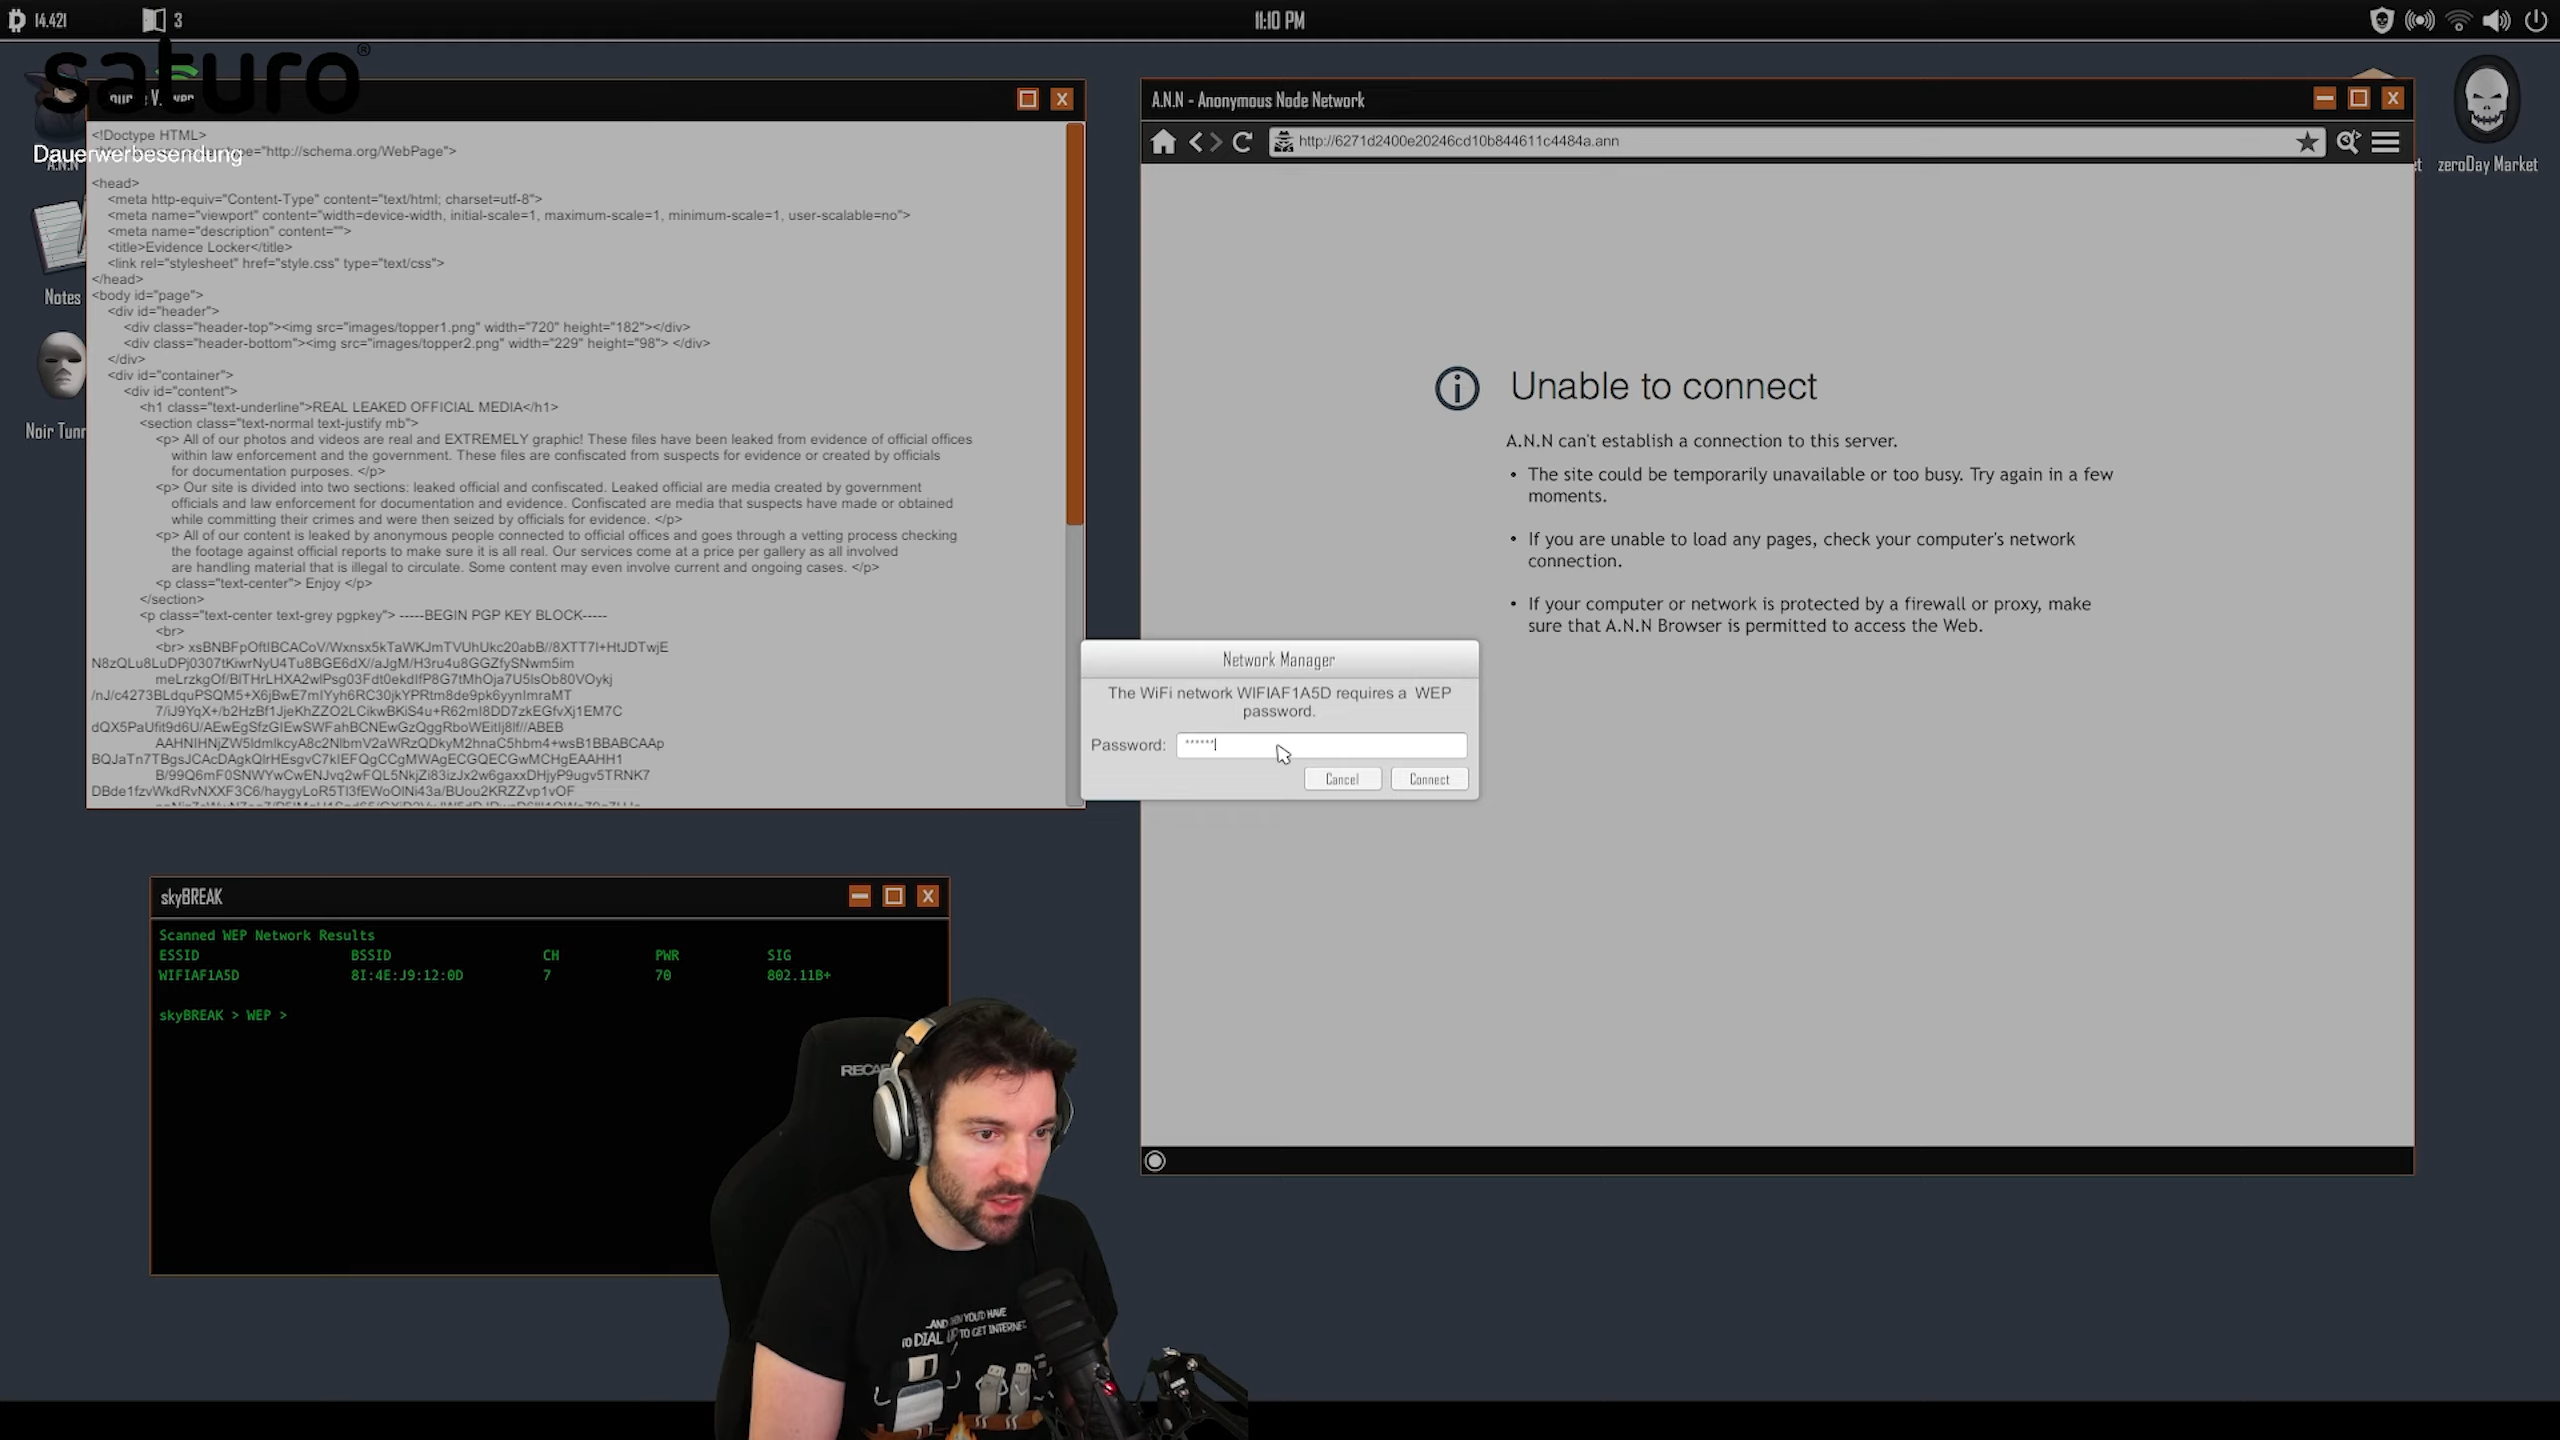 14.421
3
11:10 PM
saturo®
Dauerwerbesendung
A.N.N
Notes
Noir Tunn
zeroDay Market
<!Doctype HTML>
type="http://schema.org/WebPage">
<head>
<meta http-equiv="Content-Type" content="text/html; charset=utf-8">
<meta name="viewport" content="width=device-width, initial-scale=1, maximum-scale=1, minimum-scale=1, user-scalable=no">
<meta name="description" content="">
<title>Evidence Locker</title>
<link rel="stylesheet" href="style.css" type="text/css">
</head>
<body id="page">
<div id="header">
<div class="header-top"><img src="images/topper1.png" width="720" height="182"></div>
<div class="header-bottom"><img src="images/topper2.png" width="229" height="98"> </div>
</div>
<div id="container">
<div id="content">
<h1 class="text-underline">REAL LEAKED OFFICIAL MEDIA</h1>
<section class="text-normal text-justify mb">
<p> All of our photos and videos are real and EXTREMELY graphic! These files have been leaked from evidence of official offices
within law enforcement and the government. These files are confiscated from suspects for evidence or created by officials
for documentation purposes. </p>
<p> Our site is divided into two sections: leaked official and confiscated. Leaked official are media created by government
officials and law enforcement for documentation and evidence. Confiscated are media that suspects have made or obtained
while committing their crimes and were then seized by officials for evidence. </p>
<p> All of our content is leaked by anonymous people connected to official offices and goes through a vetting process checking
the footage against official reports to make sure it is all real. Our services come at a price per gallery as all involved
are handling material that is illegal to circulate. Some content may even involve current and ongoing cases. </p>
<p class="text-center"> Enjoy </p>
</section>
<p class="text-center text-grey pgpkey"> -----BEGIN PGP KEY BLOCK-----
<br>
<br>
A.N.N - Anonymous Node Network
http://6271d2400e20246cd10b844611c4484a.ann
Unable to connect
A.N.N can't establish a connection to this server.
• The site could be temporarily unavailable or too busy. Try again in a few
moments.
• If you are unable to load any pages, check your computer's network
connection.
• If your computer or network is protected by a firewall or proxy, make
sure that A.N.N Browser is permitted to access the Web.
Network Manager
The WiFi network WIFIAF1A5D requires a WEP
password.
Password: ******
Cancel Connect
skyBREAK
Scanned WEP Network Results
ESSID BSSID CH PWR SIG
WIFIAF1A5D 8I:4E:J9:12:0D 7 70 802.11B+
skyBREAK > WEP >
RECA
...AND THEN YOU'D HAVE
TO DIAL UP TO GET INTERNET